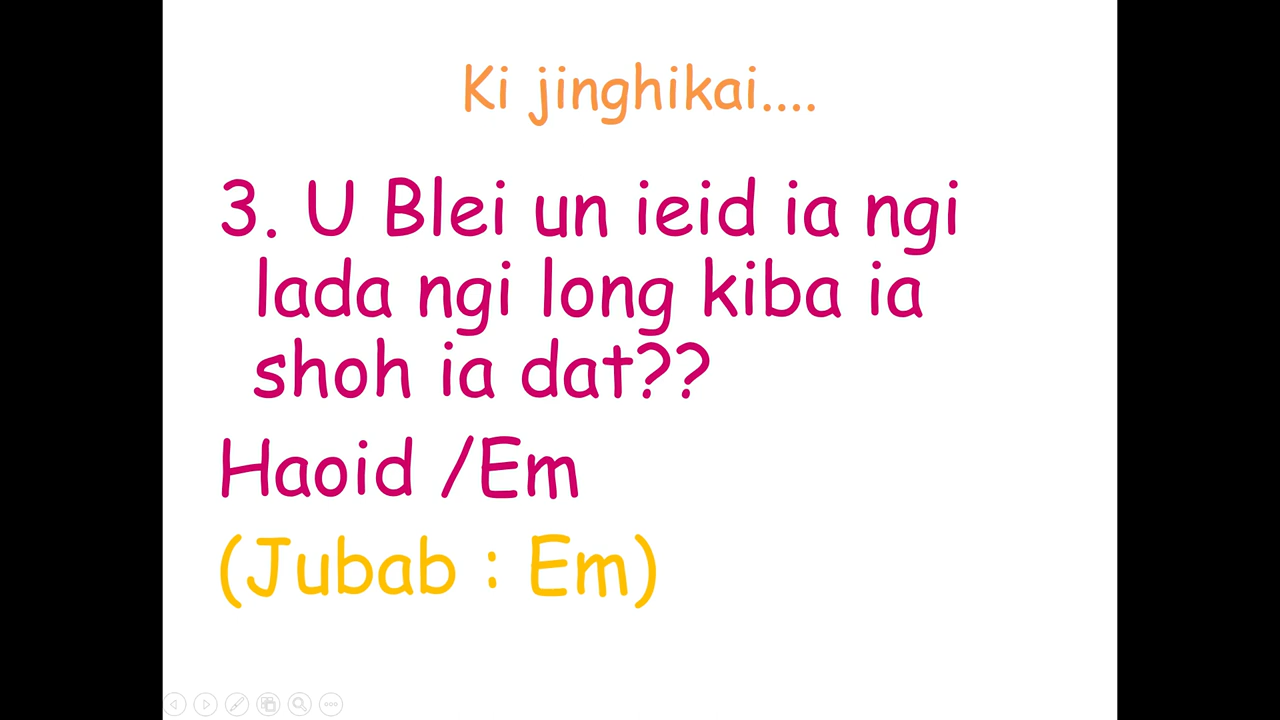 Ki jinghikai....
3. U Blei un ieid ia ngi
lada ngi long kiba ia
shoh ia dat??
Haoid /Em
(Jubab : Em)